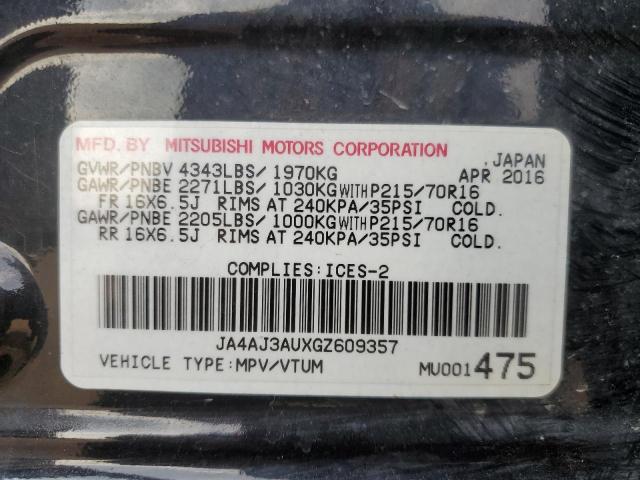 MFD. BY MITSUBISHI MOTORS CORPORATION
GVWR/PNBV 4343LBS/ 1970KG , JAPAN APR 2016
GAWR/PNBE 2271LBS/ 1030KG WITH P215/70R16
FR 16X6.5J RIMS AT 240KPA/35PSI COLD.
GAWR/PNBE 2205LBS/ 1000KG WITH P215/70R16
RR 16X6.5J RIMS AT 240KPA/35PSI COLD.
COMPLIES:ICES-2
JA4AJ3AUXGZ609357
VEHICLE TYPE:MPV/VTUM MU001475